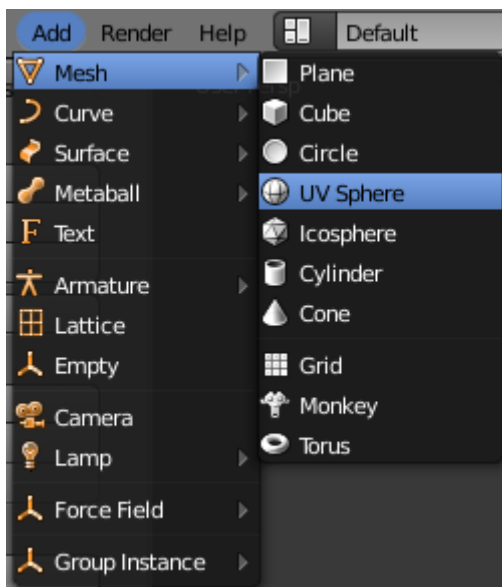 Add Render Help Default
Mesh
Curve
Surface
Metaball
Text
Armature
Lattice
Empty
Camera
Lamp
Force Field
Group Instance
Plane
Cube
Circle
UV Sphere
Icosphere
Cylinder
Cone
Grid
Monkey
Torus